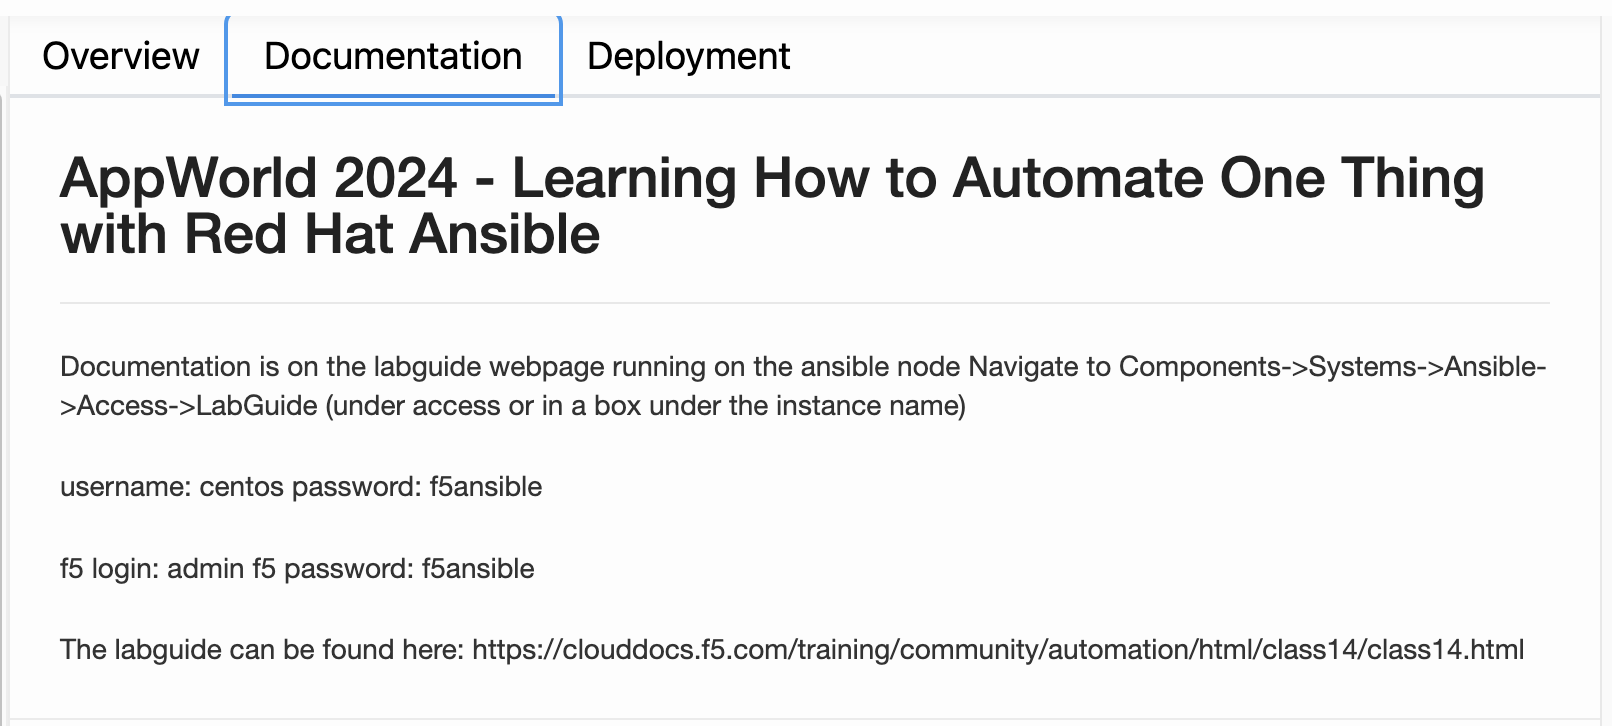 Overview Documentation Deployment
AppWorld 2024 - Learning How to Automate One Thing
with Red Hat Ansible
Documentation is on the labguide webpage running on the ansible node Navigate to Components->Systems->Ansible-
>Access->LabGuide (under access or in a box under the instance name)
username: centos password: f5ansible
f5 login: admin f5 password: f5ansible
The labguide can be found here: https://clouddocs.f5.com/training/community/automation/html/class14/class14.html